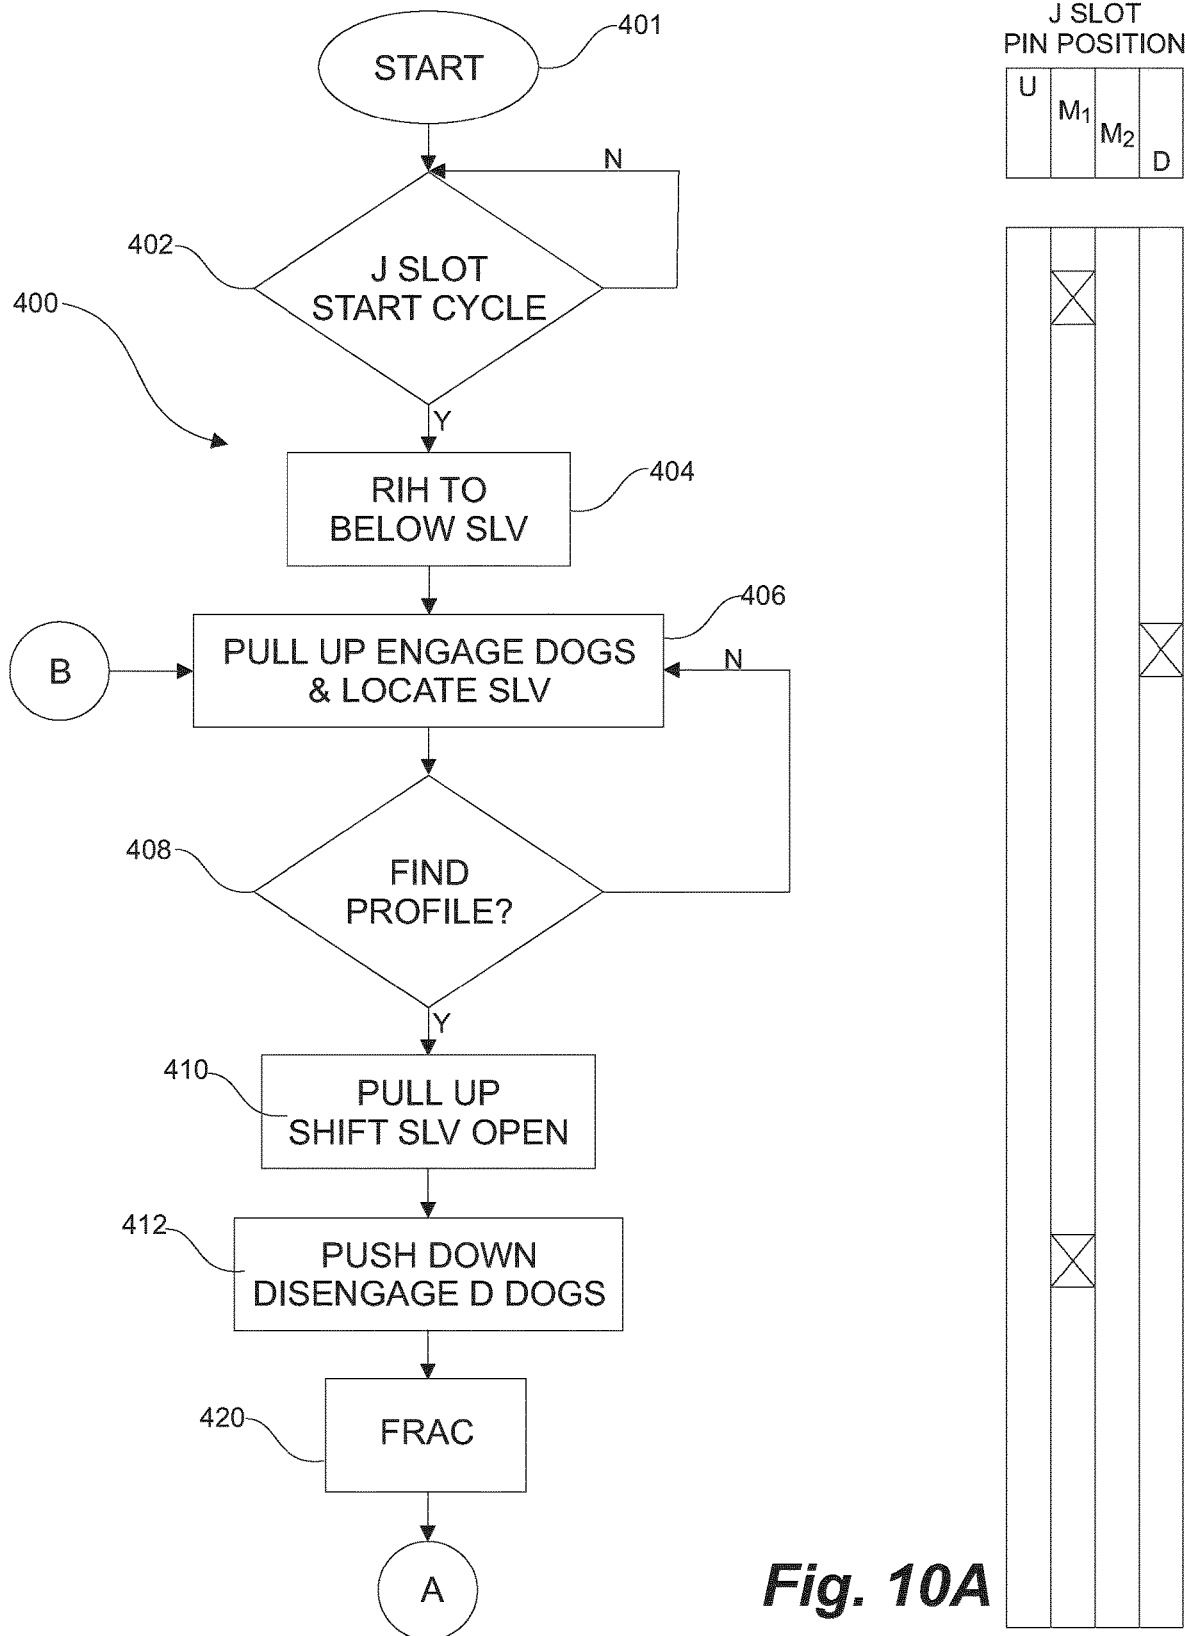 J SLOT
PIN POSITION
U
M1
M2
D
START
401
N
402
J SLOT
START CYCLE
400
Y
RIH TO
BELOW SLV
404
B
PULL UP ENGAGE DOGS
& LOCATE SLV
406
N
408
FIND
PROFILE?
Y
410
PULL UP
SHIFT SLV OPEN
412
PUSH DOWN
DISENGAGE D DOGS
420
FRAC
A
Fig. 10A